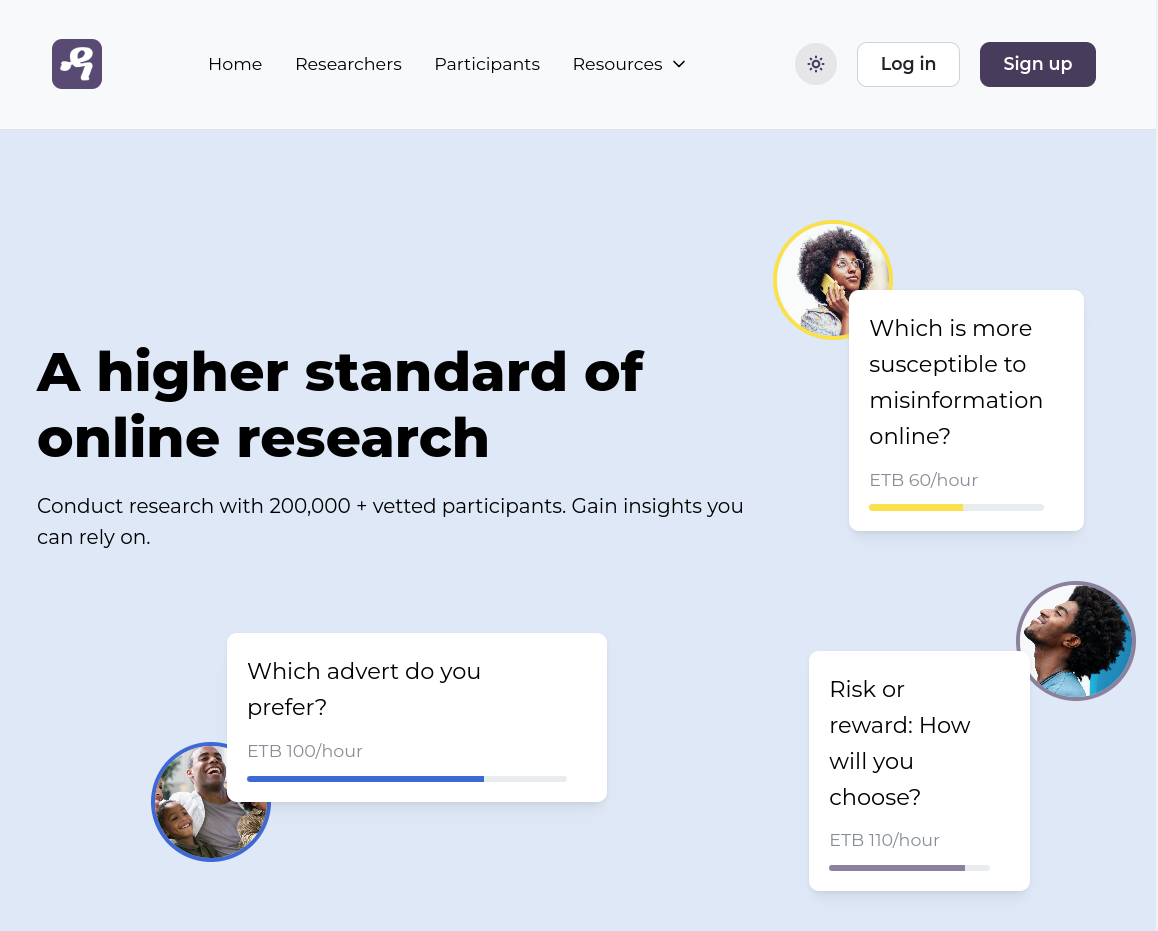 Home Researchers Participants Resources Log in Sign up
A higher standard of
online research
Conduct research with 200,000 + vetted participants. Gain insights you
can rely on.
Which is more
susceptible to
misinformation
online?
ETB 60/hour
Which advert do you
prefer?
ETB 100/hour
Risk or
reward: How
will you
choose?
ETB 110/hour